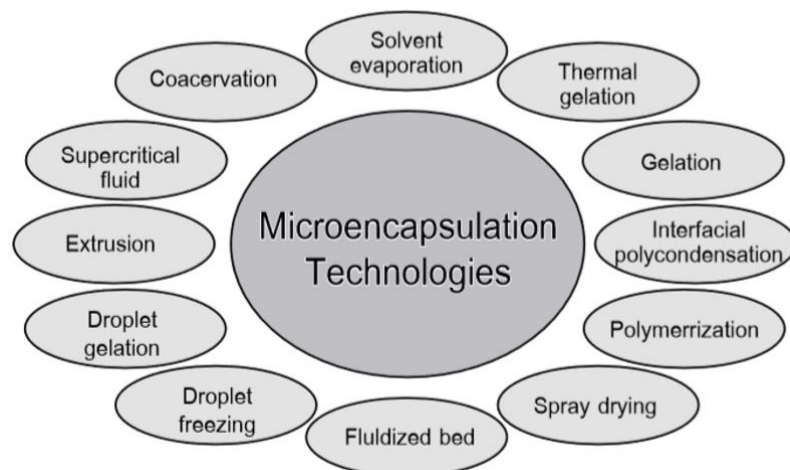 Solvent
evaporation
Coacervation
Thermal
gelation
Supercritical
fluid
Gelation
Microencapsulation
Technologies
Extrusion
Interfacial
polycondensation
Droplet
gelation
Polymerrization
Droplet
freezing
Spray drying
Fluldized bed